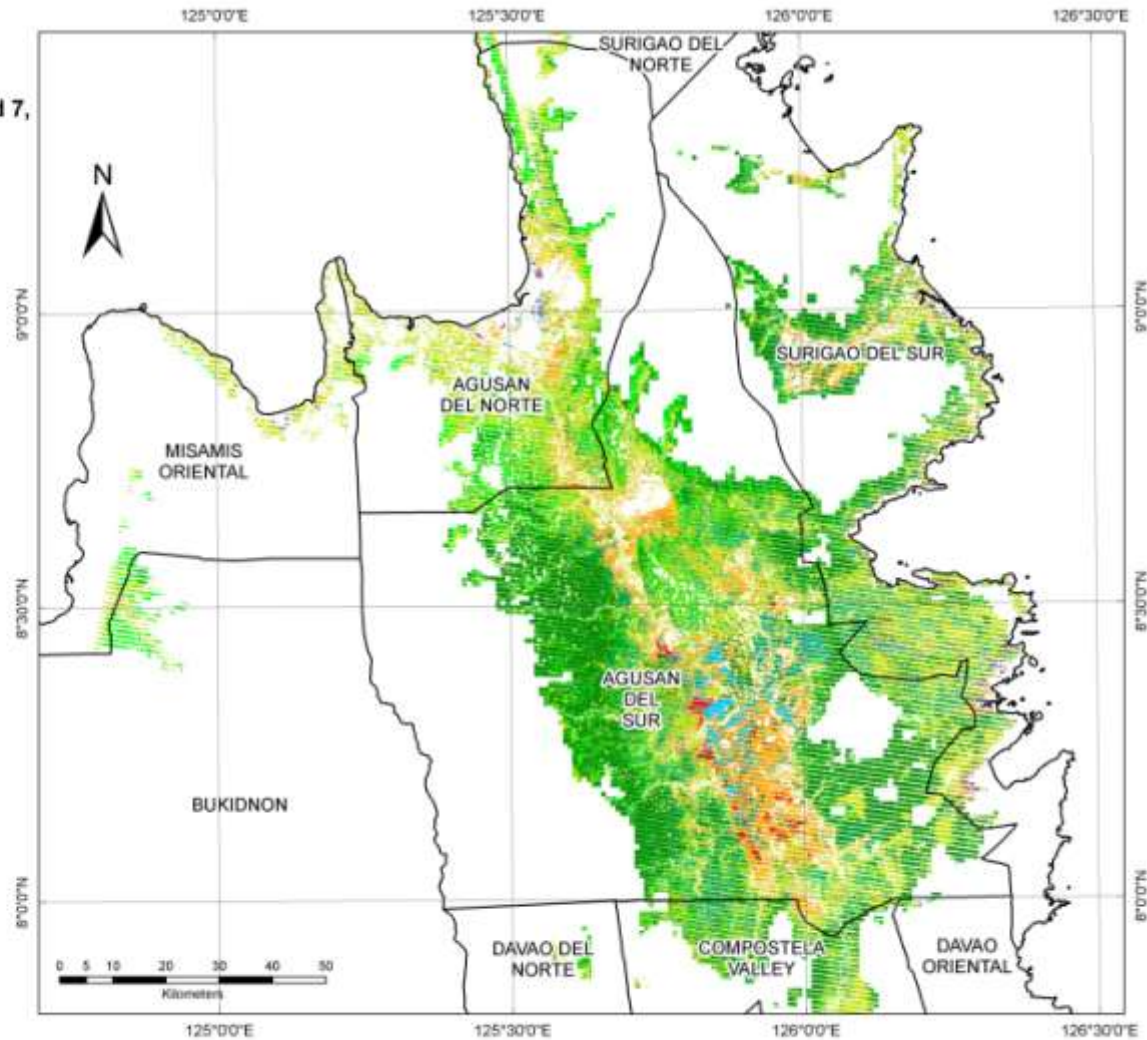 125°0'0"E 125°30'0"E 126°0'0"E 126°30'0"E
SURIGAO DEL
NORTE
17,
N
9°0'0"N
9°0'0"N
SURIGAO DEL SUR
AGUSAN
DEL NORTE
MISAMIS
ORIENTAL
8°30'0"N
8°30'0"N
AGUSAN
DEL
SUR
BUKIDNON
8°0'0"N
8°0'0"N
DAVAO DEL
NORTE
COMPOSTELA
VALLEY
DAVAO
ORIENTAL
0 5 10 20 30 40 50
Kilometers
125°0'0"E 125°30'0"E 126°0'0"E 126°30'0"E